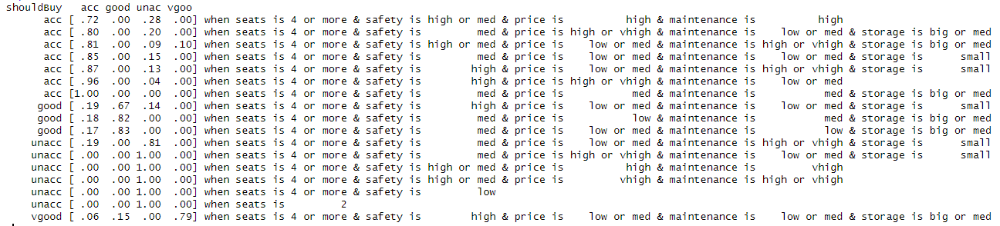 shouldBuy   acc good unac vgoo
      acc [ .72  .00  .28  .00] when seats is 4 or more & safety is high or med & price is          high & maintenance is          high
      acc [ .80  .00  .20  .00] when seats is 4 or more & safety is         med & price is high or vhigh & maintenance is    low or med & storage is big or med
      acc [ .81  .00  .09  .10] when seats is 4 or more & safety is high or med & price is    low or med & maintenance is high or vhigh & storage is big or med
      acc [ .85  .00  .15  .00] when seats is 4 or more & safety is         med & price is    low or med & maintenance is    low or med & storage is      small
      acc [ .87  .00  .13  .00] when seats is 4 or more & safety is        high & price is    low or med & maintenance is high or vhigh & storage is      small
      acc [ .96  .00  .04  .00] when seats is 4 or more & safety is        high & price is high or vhigh & maintenance is    low or med
      acc [1.00  .00  .00  .00] when seats is 4 or more & safety is         med & price is           med & maintenance is           med & storage is big or med
     good [ .19  .67  .14  .00] when seats is 4 or more & safety is        high & price is    low or med & maintenance is    low or med & storage is      small
     good [ .18  .82  .00  .00] when seats is 4 or more & safety is         med & price is           low & maintenance is           med & storage is big or med
     good [ .17  .83  .00  .00] when seats is 4 or more & safety is         med & price is    low or med & maintenance is           low & storage is big or med
    unacc [ .19  .00  .81  .00] when seats is 4 or more & safety is         med & price is    low or med & maintenance is high or vhigh & storage is      small
    unacc [ .00  .00 1.00  .00] when seats is 4 or more & safety is         med & price is high or vhigh & maintenance is    low or med & storage is      small
    unacc [ .00  .00 1.00  .00] when seats is 4 or more & safety is high or med & price is          high & maintenance is         vhigh
    unacc [ .00  .00 1.00  .00] when seats is 4 or more & safety is high or med & price is         vhigh & maintenance is high or vhigh
    unacc [ .00  .00 1.00  .00] when seats is 4 or more & safety is         low
    unacc [ .00  .00 1.00  .00] when seats is         2
    vgood [ .06  .15  .00  .79] when seats is 4 or more & safety is        high & price is    low or med & maintenance is    low or med & storage is big or med